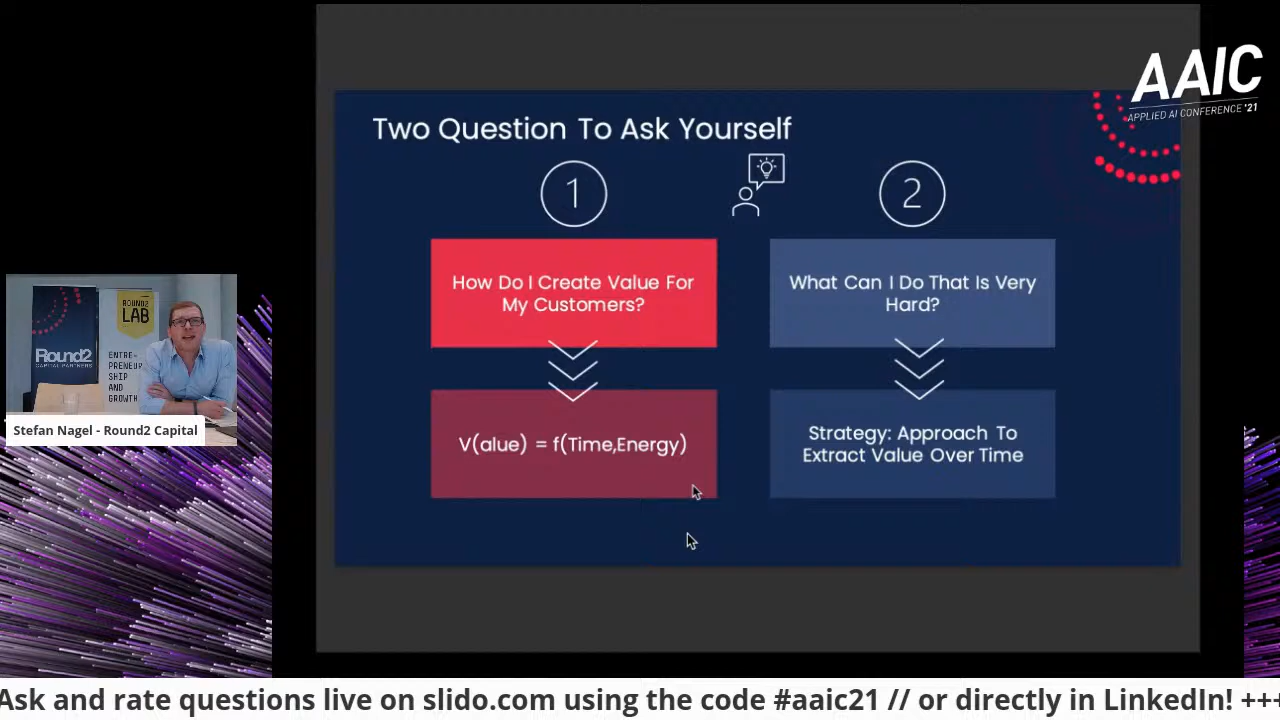 AAIC
APPLIED AI CONFERENCE '21
Two Question To Ask Yourself
1
2
How Do I Create Value For
My Customers?
What Can I Do That Is Very
Hard?
V(alue) = f(Time,Energy)
Strategy: Approach To
Extract Value Over Time
Round2
CAPITAL PARTNERS
ROUND2
LAB
ENTRE-
PRENEUR
SHIP
AND
GROWTH
Stefan Nagel - Round2 Capital
Ask and rate questions live on slido.com using the code #aaic21 // or directly in LinkedIn! +++